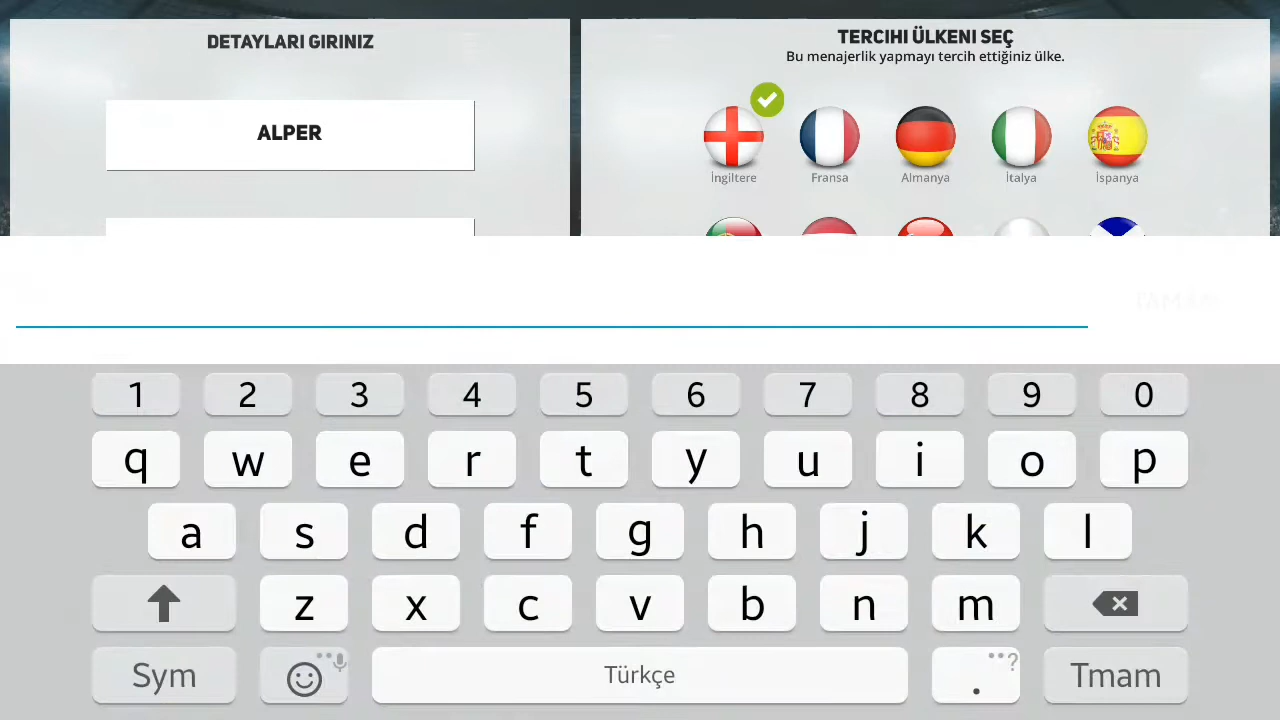 DETAYLARI GIRINIZ
ALPER
TERCIHI ÜLKENI SEÇ
Bu menajerlik yapmayı tercih ettiğiniz ülke.
İngiltere Fransa Almanya İtalya İspanya
TAMAM
1 2 3 4 5 6 7 8 9 0
q w e r t y u i o p
a s d f g h j k l
z x c v b n m
Sym Türkçe . ? Tmam